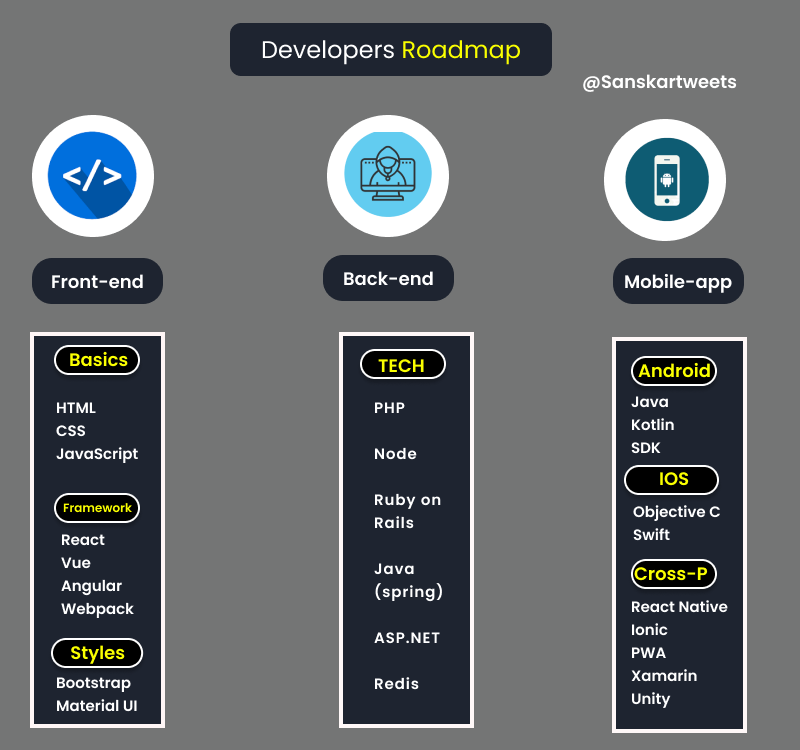 Developers Roadmap
@Sanskartweets
</>
Front-end
Basics
HTML
CSS
JavaScript
Framework
React
Vue
Angular
Webpack
Styles
Bootstrap
Material UI
Back-end
TECH
PHP
Node
Ruby on
Rails
Java
(spring)
ASP.NET
Redis
Mobile-app
Android
Java
Kotlin
SDK
IOS
Objective C
Swift
Cross-P
React Native
Ionic
PWA
Xamarin
Unity